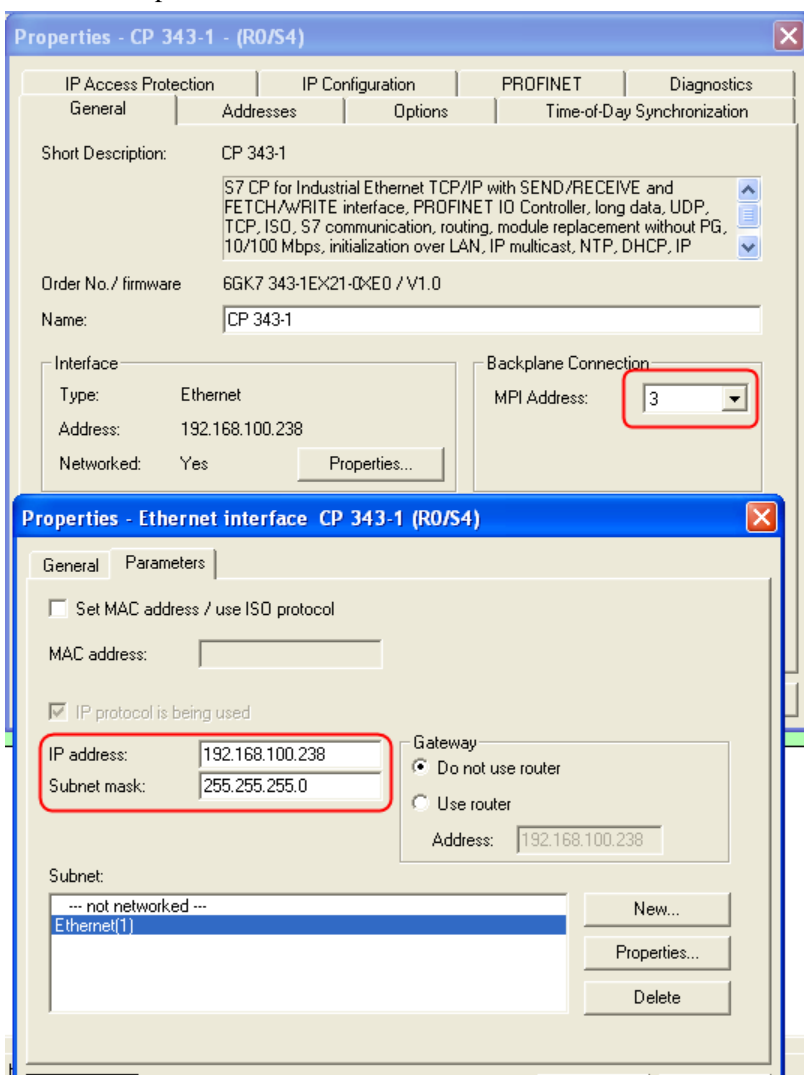 Properties - CP 343-1 - (R0/S4)
IP Access Protection IP Configuration PROFINET Diagnostics
General Addresses Options Time-of-Day Synchronization
Short Description: CP 343-1
S7 CP for Industrial Ethernet TCP/IP with SEND/RECEIVE and
FETCH/WRITE interface, PROFINET IO Controller, long data, UDP,
TCP, ISO, S7 communication, routing, module replacement without PG,
10/100 Mbps, initialization over LAN, IP multicast, NTP, DHCP, IP
Order No./ firmware 6GK7 343-1EX21-0XE0 / V1.0
Name: CP 343-1
Interface Backplane Connection
Type: Ethernet MPI Address: 3
Address: 192.168.100.238
Networked: Yes Properties...
Properties - Ethernet interface CP 343-1 (R0/S4)
General Parameters
Set MAC address / use ISO protocol
MAC address:
IP protocol is being used
IP address: 192.168.100.238
Subnet mask: 255.255.255.0
Gateway
Do not use router
Use router
Address: 192.168.100.238
Subnet:
--- not networked ---
Ethernet(1)
New...
Properties...
Delete